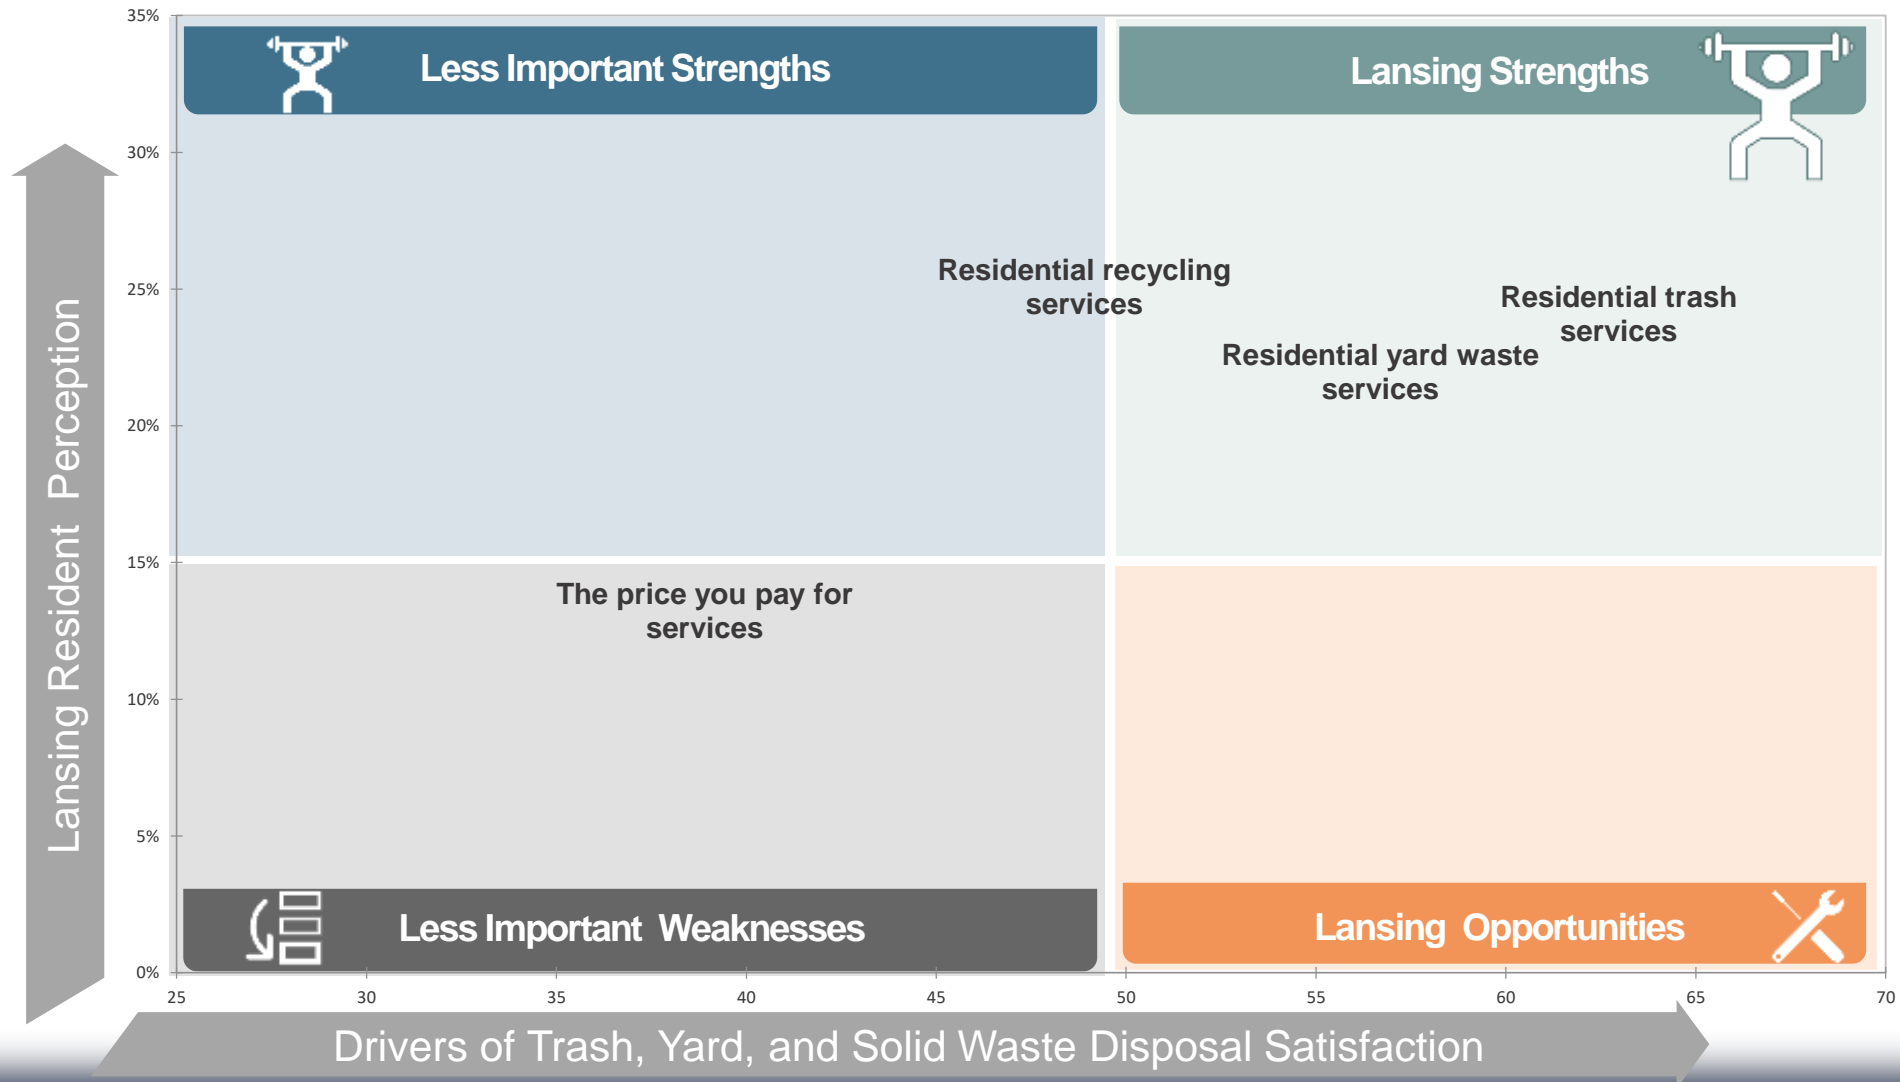 35%
Less Important Strengths
Lansing Strengths
30%
Residential recycling
services
25%
Residential trash
services
Residential yard waste
services
20%
15%
The price you pay for
services
10%
5%
Less Important Weaknesses
Lansing Opportunities
0%
25 30 35 40 45 50 55 60 65 70
Lansing Resident Perception
Drivers of Trash, Yard, and Solid Waste Disposal Satisfaction